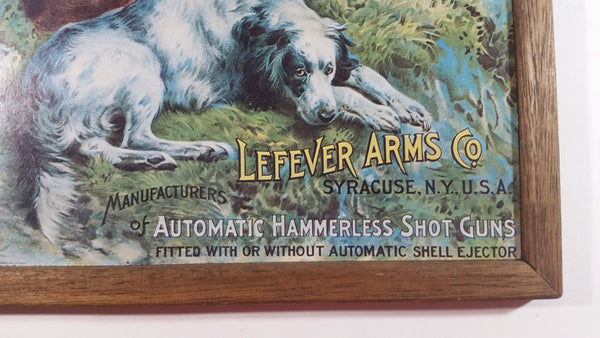 LEFEVER ARMS CO
SYRACUSE, N.Y. U.S.A.
MANUFACTURERS
of AUTOMATIC HAMMERLESS SHOT GUNS
FITTED WITH OR WITHOUT AUTOMATIC SHELL EJECTOR